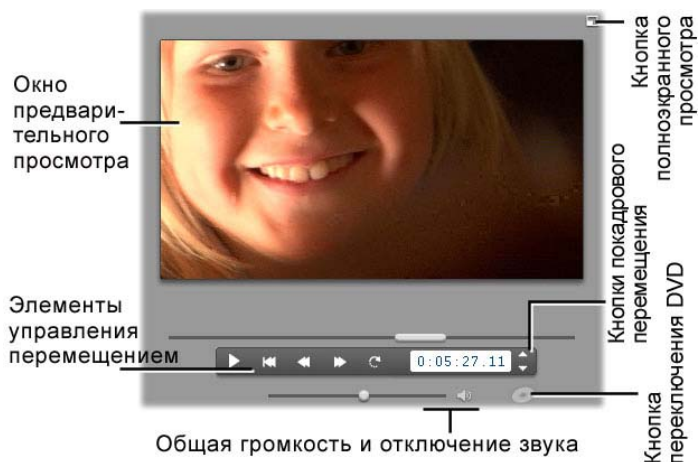 Окно
предвари-
тельного
просмотра
Кнопка
полноэкранного
просмотра
Элементы
управления
перемещением
Кнопки покадрового
перемещения
0:05:27.11
Кнопка
переключения DVD
Общая громкость и отключение звука